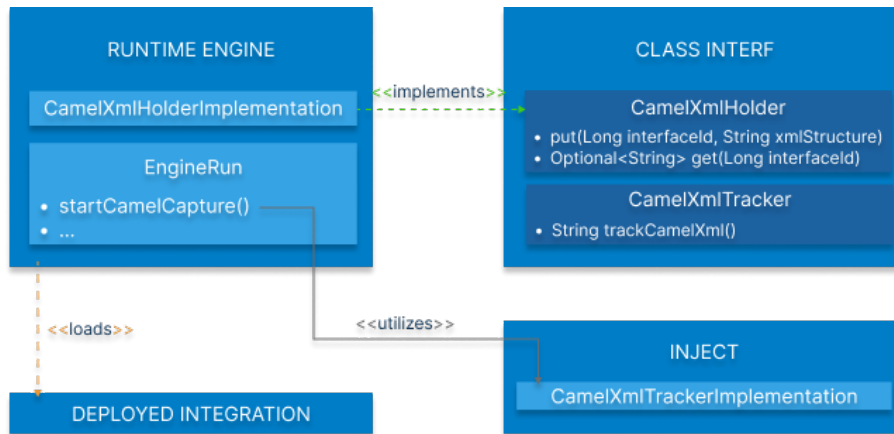 RUNTIME ENGINE
CamelXmlHolderImplementation
EngineRun
• startCamelCapture()
• ...
<<implements>>
CLASS INTERF
CamelXmlHolder
• put(Long interfaceId, String xmlStructure)
• Optional<String> get(Long interfaceId)
CamelXmlTracker
• String trackCamelXml()
<<loads>>
<<utilizes>>
INJECT
CamelXmlTrackerImplementation
DEPLOYED INTEGRATION